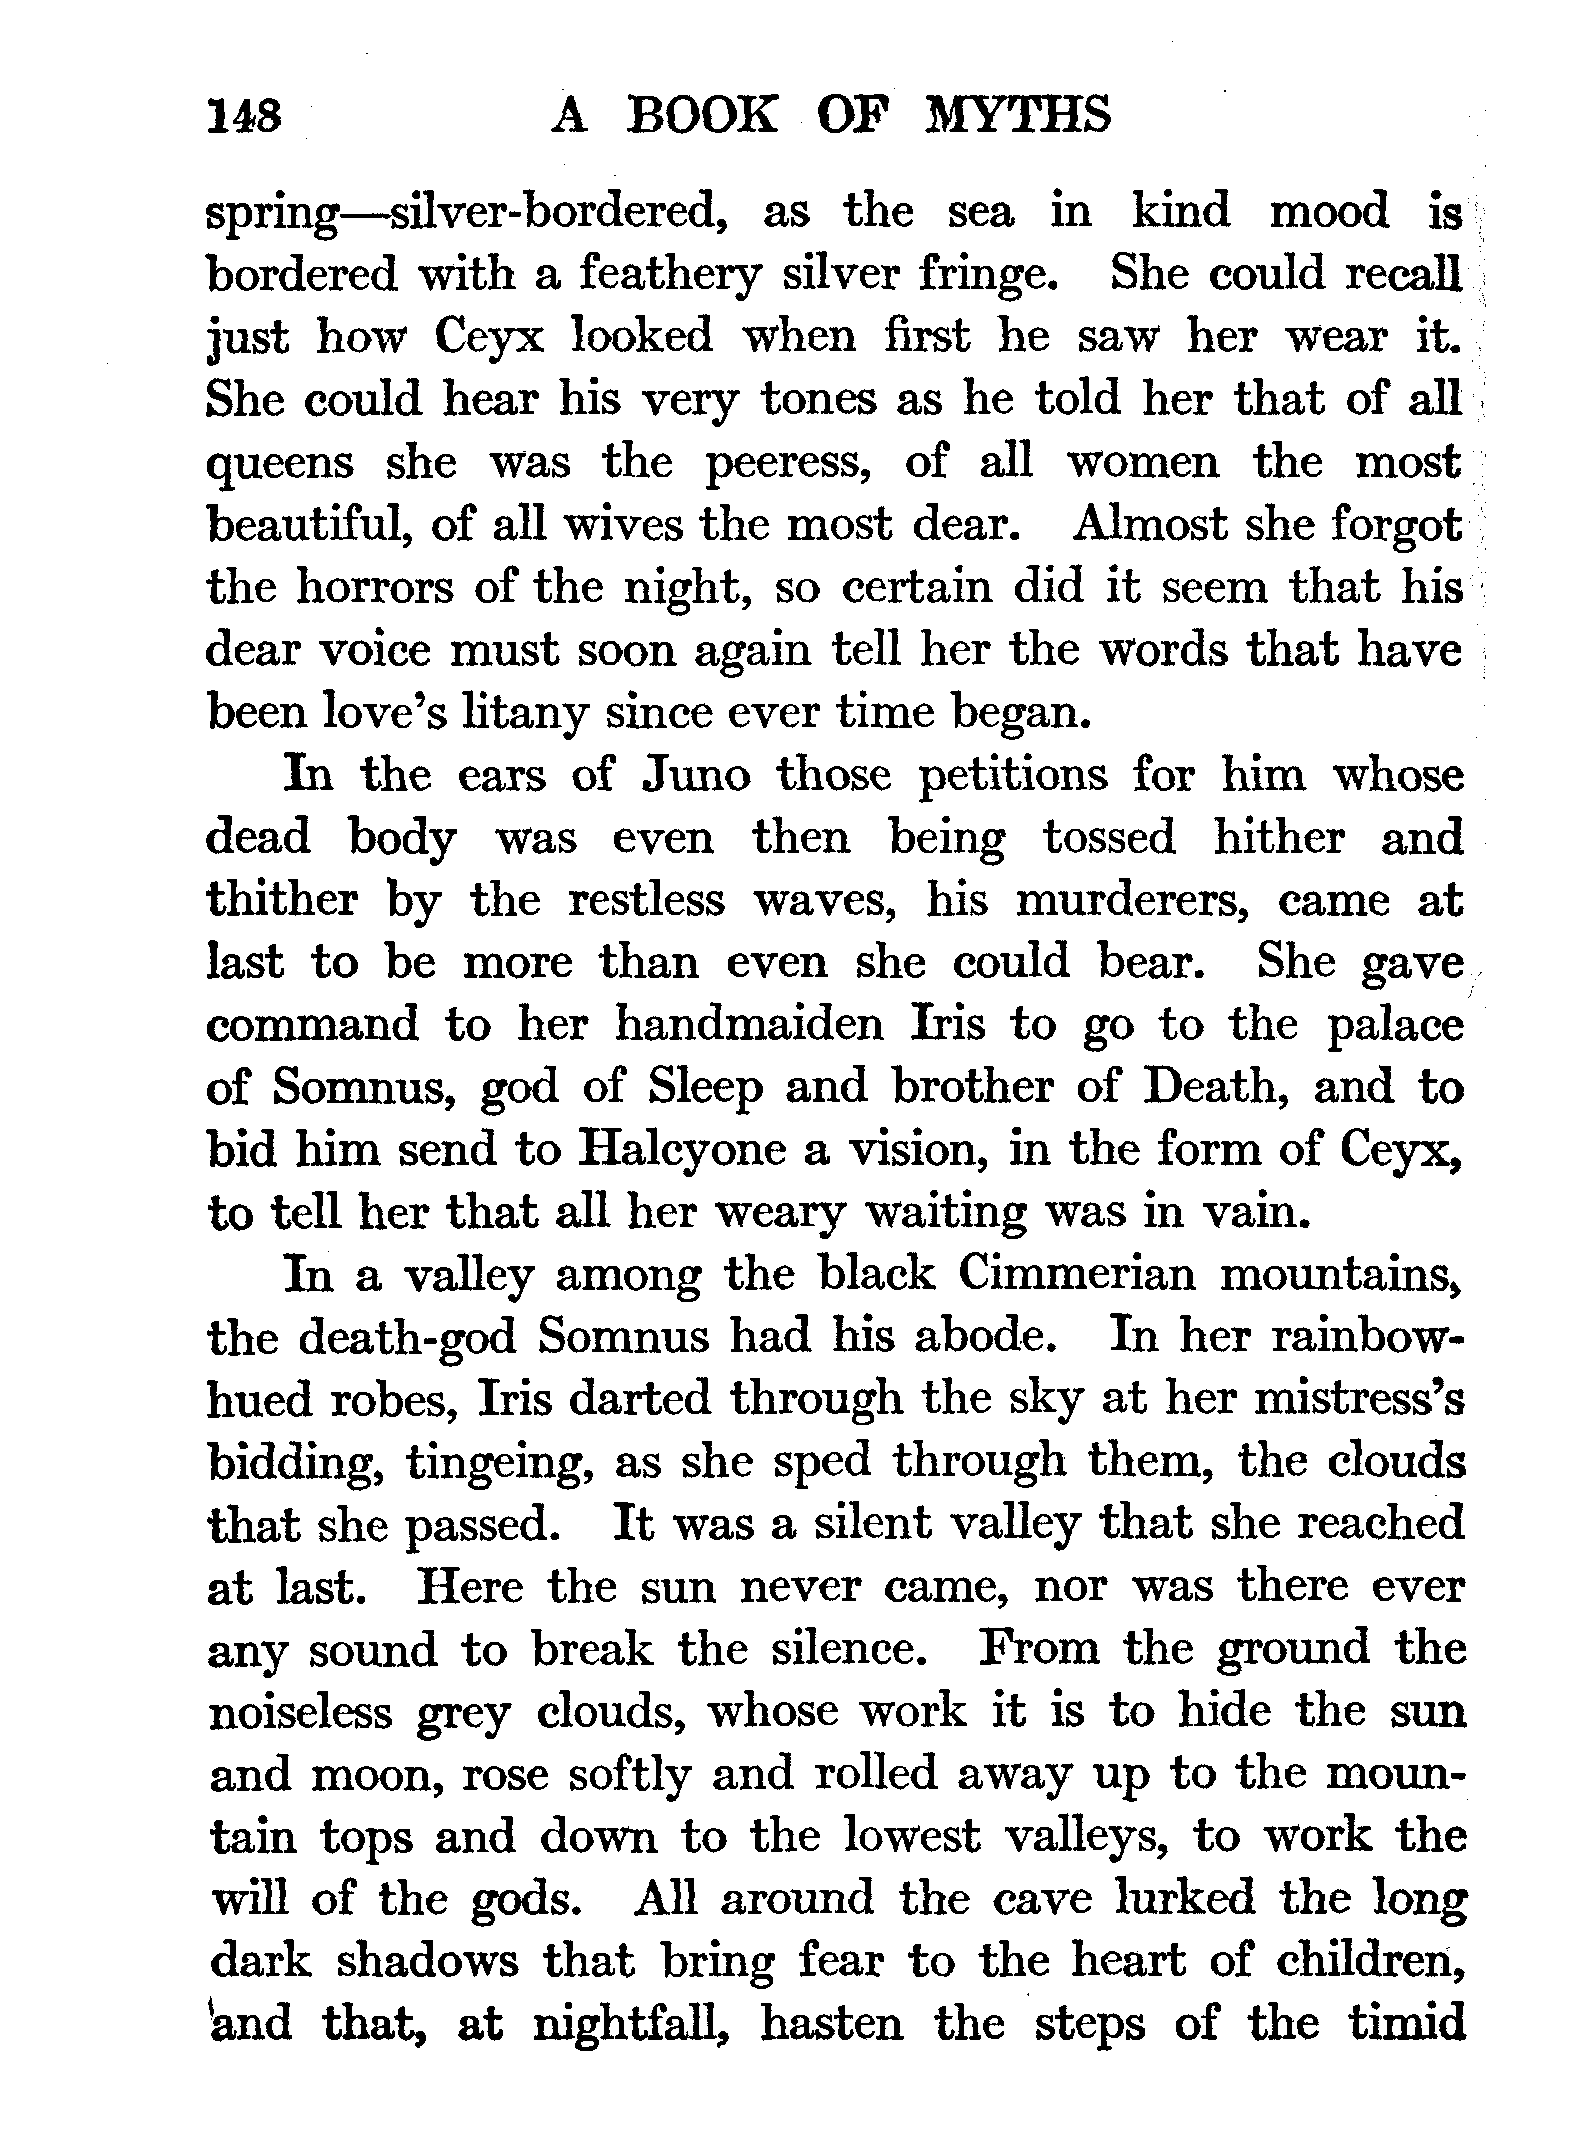 148 A BOOK OF MYTHS
spring—silver-bordered, as the sea in kind mood is
bordered with a feathery silver fringe. She could recall
just how Ceyx looked when first he saw her wear it.
She could hear his very tones as he told her that of all
queens she was the peeress, of all women the most
beautiful, of all wives the most dear. Almost she forgot
the horrors of the night, so certain did it seem that his
dear voice must soon again tell her the words that have
been love's litany since ever time began.
In the ears of Juno those petitions for him whose
dead body was even then being tossed hither and
thither by the restless waves, his murderers, came at
last to be more than even she could bear. She gave
command to her handmaiden Iris to go to the palace
of Somnus, god of Sleep and brother of Death, and to
bid him send to Halcyone a vision, in the form of Ceyx,
to tell her that all her weary waiting was in vain.
In a valley among the black Cimmerian mountains,
the death-god Somnus had his abode. In her rainbow-
hued robes, Iris darted through the sky at her mistress's
bidding, tingeing, as she sped through them, the clouds
that she passed. It was a silent valley that she reached
at last. Here the sun never came, nor was there ever
any sound to break the silence. From the ground the
noiseless grey clouds, whose work it is to hide the sun
and moon, rose softly and rolled away up to the moun-
tain tops and down to the lowest valleys, to work the
will of the gods. All around the cave lurked the long
dark shadows that bring fear to the heart of children,
and that, at nightfall, hasten the steps of the timid